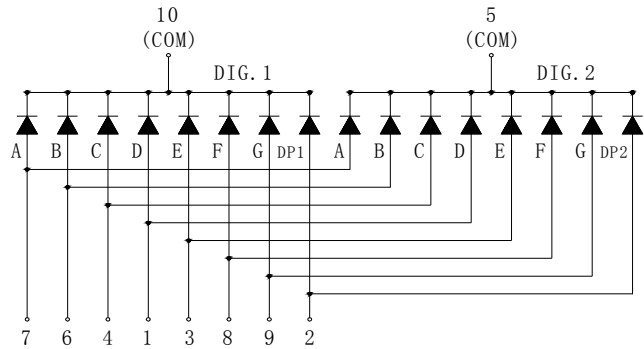 10 5
(COM) (COM)
DIG.1 DIG.2
A B C D E F G DP1 A B C D E F G DP2
7 6 4 1 3 8 9 2